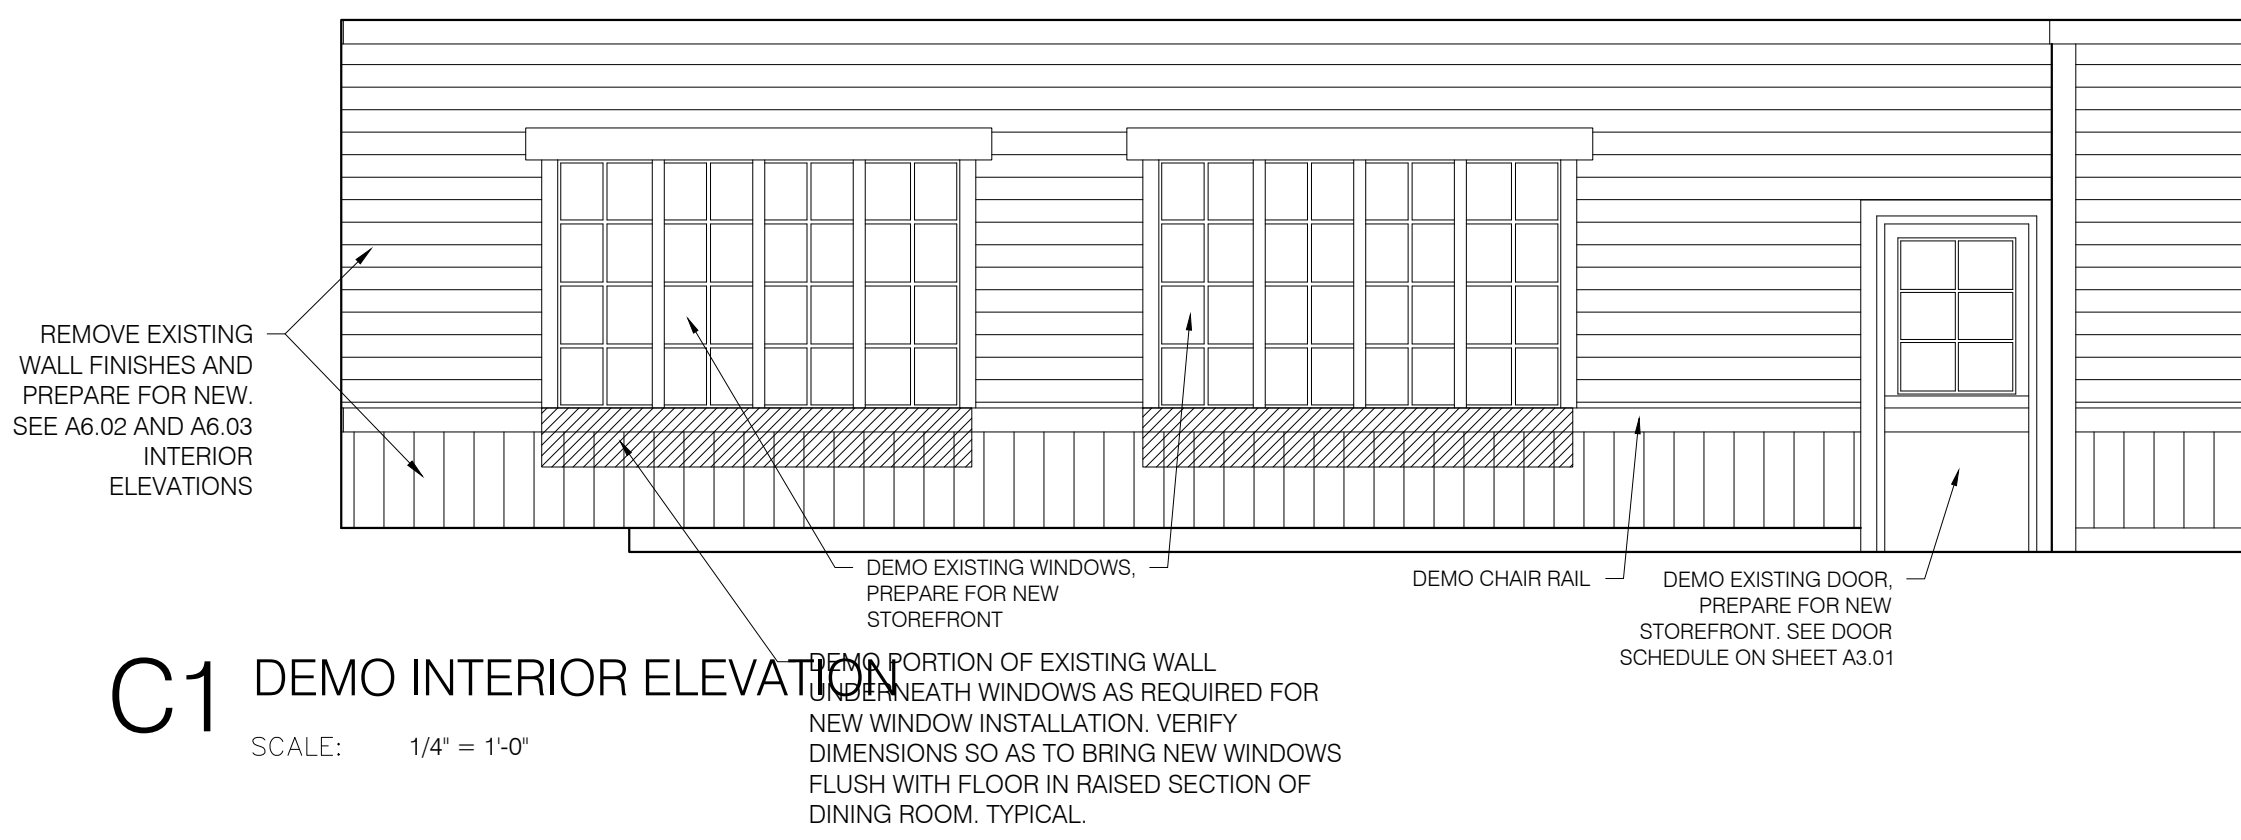 REMOVE EXISTING
WALL FINISHES AND
PREPARE FOR NEW.
SEE A6.02 AND A6.03
INTERIOR
ELEVATIONS
DEMO EXISTING WINDOWS,
PREPARE FOR NEW
STOREFRONT
DEMO CHAIR RAIL
DEMO EXISTING DOOR,
PREPARE FOR NEW
STOREFRONT. SEE DOOR
SCHEDULE ON SHEET A3.01
C1
DEMO INTERIOR ELEVATION
SCALE: 1/4" = 1'-0"
DEMO PORTION OF EXISTING WALL
UNDERNEATH WINDOWS AS REQUIRED FOR
NEW WINDOW INSTALLATION. VERIFY
DIMENSIONS SO AS TO BRING NEW WINDOWS
FLUSH WITH FLOOR IN RAISED SECTION OF
DINING ROOM. TYPICAL.